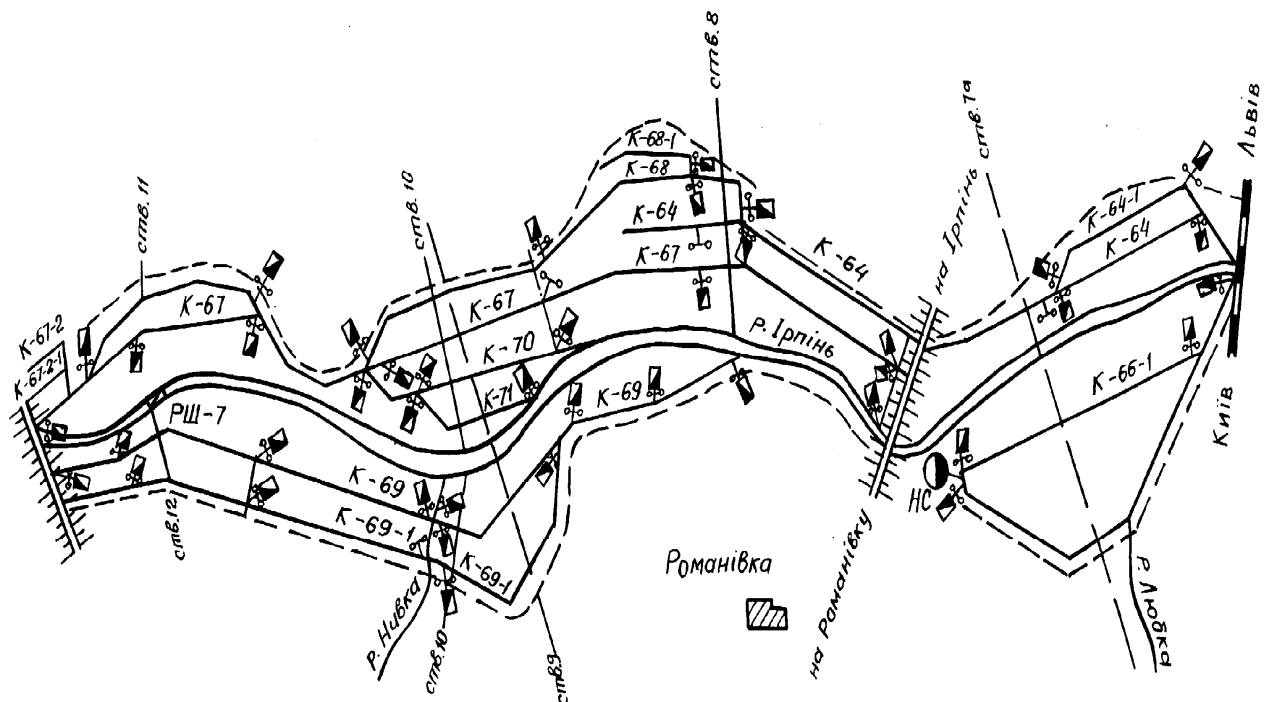 ств.8
ств.11
ств.10
К-68-1
К-68
К-64
К-67
К-64
на Ірпінь
ств.7а
К-64-1
К-64
Львів
К-67
К-67
К-67-2
К-67-2-1
К-70
К-71
р. Ірпінь
К-69
К-66-1
Київ
РШ-7
К-69
К-69-1
ств.12
К-69-1
НС
Романівка
на Романівку
р. Нивка
ств.10
ств.9
р. Любка